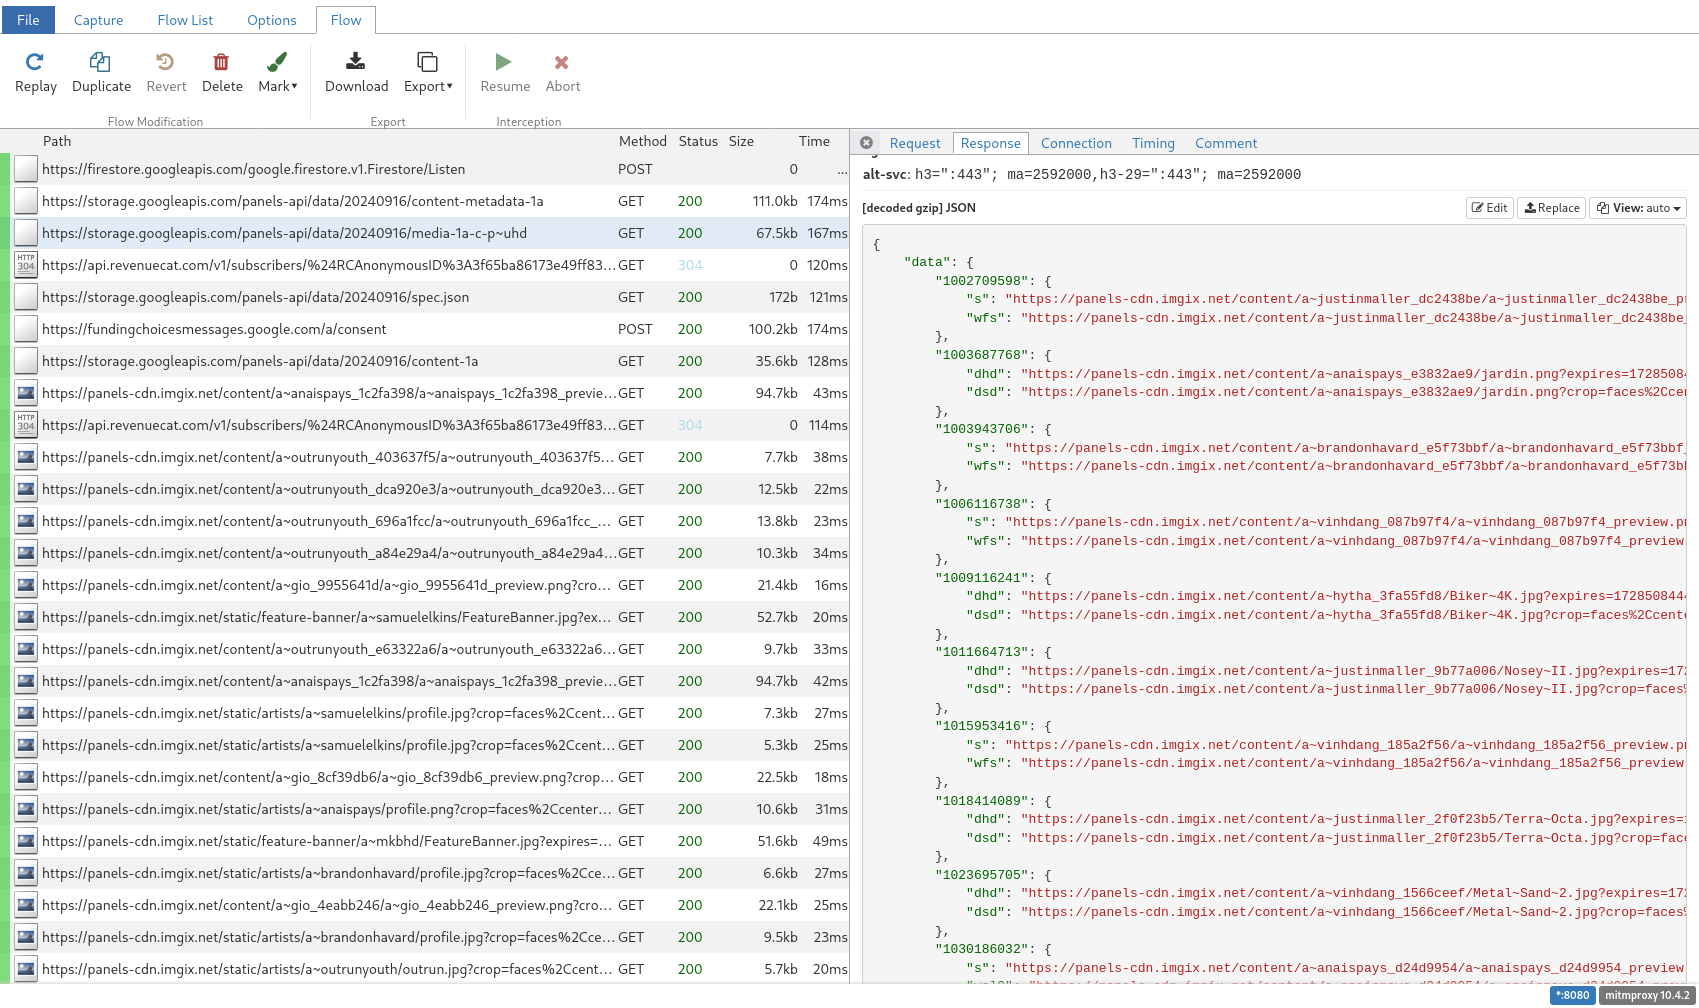 File Capture Flow List Options Flow
Replay Duplicate Revert Delete Mark▾ Download Export▾ Resume Abort
Flow Modification Export Interception
Path Method Status Size Time
https://firestore.googleapis.com/google.firestore.v1.Firestore/Listen POST 0 ...
https://storage.googleapis.com/panels-api/data/20240916/content-metadata-1a GET 200 111.0kb 174ms
https://storage.googleapis.com/panels-api/data/20240916/media-1a-c-p~uhd GET 200 67.5kb 167ms
HTTP 304 https://api.revenuecat.com/v1/subscribers/%24RCAnonymousID%3A3f65ba86173e49ff83... GET 304 0 120ms
https://storage.googleapis.com/panels-api/data/20240916/spec.json GET 200 172b 121ms
https://fundingchoicesmessages.google.com/a/consent POST 200 100.2kb 174ms
https://storage.googleapis.com/panels-api/data/20240916/content-1a GET 200 35.6kb 128ms
https://panels-cdn.imgix.net/content/a~anaispays_1c2fa398/a~anaispays_1c2fa398_previe... GET 200 94.7kb 43ms
HTTP 304 https://api.revenuecat.com/v1/subscribers/%24RCAnonymousID%3A3f65ba86173e49ff83... GET 304 0 114ms
https://panels-cdn.imgix.net/content/a~outrunyouth_403637f5/a~outrunyouth_403637f5... GET 200 7.7kb 38ms
https://panels-cdn.imgix.net/content/a~outrunyouth_dca920e3/a~outrunyouth_dca920e3... GET 200 12.5kb 22ms
https://panels-cdn.imgix.net/content/a~outrunyouth_696a1fcc/a~outrunyouth_696a1fcc_... GET 200 13.8kb 23ms
https://panels-cdn.imgix.net/content/a~outrunyouth_a84e29a4/a~outrunyouth_a84e29a4... GET 200 10.3kb 34ms
https://panels-cdn.imgix.net/content/a~gio_9955641d/a~gio_9955641d_preview.png?cro... GET 200 21.4kb 16ms
https://panels-cdn.imgix.net/static/feature-banner/a~samuelelkins/FeatureBanner.jpg?ex... GET 200 52.7kb 20ms
https://panels-cdn.imgix.net/content/a~outrunyouth_e63322a6/a~outrunyouth_e63322a6... GET 200 9.7kb 33ms
https://panels-cdn.imgix.net/content/a~anaispays_1c2fa398/a~anaispays_1c2fa398_previe... GET 200 94.7kb 42ms
https://panels-cdn.imgix.net/static/artists/a~samuelelkins/profile.jpg?crop=faces%2Ccent... GET 200 7.3kb 27ms
https://panels-cdn.imgix.net/static/artists/a~samuelelkins/profile.jpg?crop=faces%2Ccent... GET 200 5.3kb 25ms
https://panels-cdn.imgix.net/content/a~gio_8cf39db6/a~gio_8cf39db6_preview.png?crop... GET 200 22.5kb 18ms
https://panels-cdn.imgix.net/static/artists/a~anaispays/profile.png?crop=faces%2Ccenter... GET 200 10.6kb 31ms
https://panels-cdn.imgix.net/static/feature-banner/a~mkbhd/FeatureBanner.jpg?expires=... GET 200 51.6kb 49ms
https://panels-cdn.imgix.net/static/artists/a~brandonhavard/profile.jpg?crop=faces%2Cce... GET 200 6.6kb 27ms
https://panels-cdn.imgix.net/content/a~gio_4eabb246/a~gio_4eabb246_preview.png?cro... GET 200 22.1kb 25ms
https://panels-cdn.imgix.net/static/artists/a~brandonhavard/profile.jpg?crop=faces%2Cce... GET 200 9.5kb 23ms
https://panels-cdn.imgix.net/static/artists/a~outrunyouth/outrun.jpg?crop=faces%2Ccent... GET 200 5.7kb 20ms
Request Response Connection Timing Comment
alt-svc: h3=":443"; ma=2592000,h3-29=":443"; ma=2592000
[decoded gzip] JSON Edit Replace View: auto
{
"data": {
"1002709598": {
"s": "https://panels-cdn.imgix.net/content/a~justinmaller_dc2438be/a~justinmaller_dc2438be_pr
"wfs": "https://panels-cdn.imgix.net/content/a~justinmaller_dc2438be/a~justinmaller_dc2438be_
},
"1003687768": {
"dhd": "https://panels-cdn.imgix.net/content/a~anaispays_e3832ae9/jardin.png?expires=17285084
"dsd": "https://panels-cdn.imgix.net/content/a~anaispays_e3832ae9/jardin.png?crop=faces%2Ccen
},
"1003943706": {
"s": "https://panels-cdn.imgix.net/content/a~brandonhavard_e5f73bbf/a~brandonhavard_e5f73bbf_
"wfs": "https://panels-cdn.imgix.net/content/a~brandonhavard_e5f73bbf/a~brandonhavard_e5f73bb
},
"1006116738": {
"s": "https://panels-cdn.imgix.net/content/a~vinhdang_087b97f4/a~vinhdang_087b97f4_preview.pn
"wfs": "https://panels-cdn.imgix.net/content/a~vinhdang_087b97f4/a~vinhdang_087b97f4_preview
},
"1009116241": {
"dhd": "https://panels-cdn.imgix.net/content/a~hytha_3fa55fd8/Biker~4K.jpg?expires=1728508444
"dsd": "https://panels-cdn.imgix.net/content/a~hytha_3fa55fd8/Biker~4K.jpg?crop=faces%2Ccente
},
"1011664713": {
"dhd": "https://panels-cdn.imgix.net/content/a~justinmaller_9b77a006/Nosey~II.jpg?expires=172
"dsd": "https://panels-cdn.imgix.net/content/a~justinmaller_9b77a006/Nosey~II.jpg?crop=faces%
},
"1015953416": {
"s": "https://panels-cdn.imgix.net/content/a~vinhdang_185a2f56/a~vinhdang_185a2f56_preview.pn
"wfs": "https://panels-cdn.imgix.net/content/a~vinhdang_185a2f56/a~vinhdang_185a2f56_preview
},
"1018414089": {
"dhd": "https://panels-cdn.imgix.net/content/a~justinmaller_2f0f23b5/Terra~Octa.jpg?expires=1
"dsd": "https://panels-cdn.imgix.net/content/a~justinmaller_2f0f23b5/Terra~Octa.jpg?crop=face
},
"1023695705": {
"dhd": "https://panels-cdn.imgix.net/content/a~vinhdang_1566ceef/Metal~Sand~2.jpg?expires=172
"dsd": "https://panels-cdn.imgix.net/content/a~vinhdang_1566ceef/Metal~Sand~2.jpg?crop=faces%
},
"1030186032": {
"s": "https://panels-cdn.imgix.net/content/a~anaispays_d24d9954/a~anaispays_d24d9954_preview
*:8080 mitmproxy 10.4.2